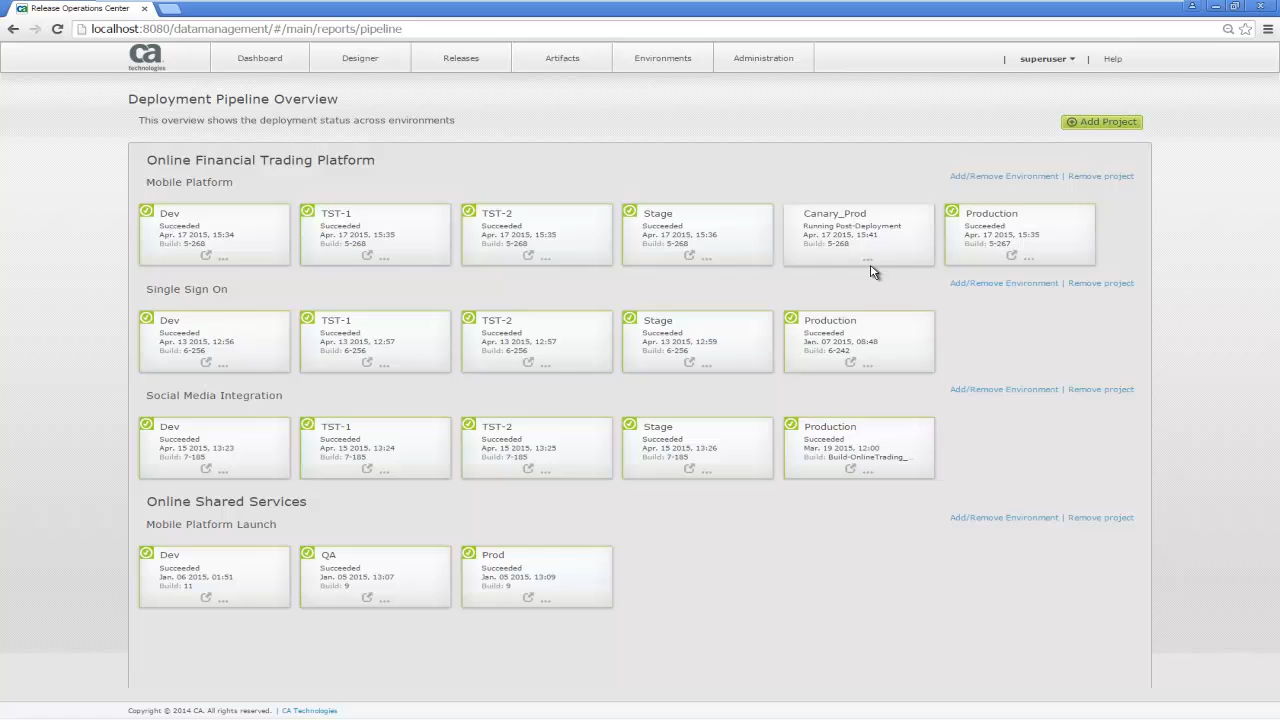 Release Operations Center
localhost:8080/datamanagement/#/main/reports/pipeline
ca
technologies
Dashboard
Designer
Releases
Artifacts
Environments
Administration
| superuser | Help
Deployment Pipeline Overview
This overview shows the deployment status across environments
Add Project
Online Financial Trading Platform
Mobile Platform
Add/Remove Environment | Remove project
Dev
Succeeded
Apr. 17 2015, 15:34
Build: 5-268
...
TST-1
Succeeded
Apr. 17 2015, 15:35
Build: 5-268
...
TST-2
Succeeded
Apr. 17 2015, 15:35
Build: 5-268
...
Stage
Succeeded
Apr. 17 2015, 15:36
Build: 5-268
...
Canary_Prod
Running Post-Deployment
Apr. 17 2015, 15:41
Build: 5-268
...
Production
Succeeded
Apr. 17 2015, 15:35
Build: 5-267
...
Single Sign On
Add/Remove Environment | Remove project
Dev
Succeeded
Apr. 13 2015, 12:56
Build: 6-256
...
TST-1
Succeeded
Apr. 13 2015, 12:57
Build: 6-256
...
TST-2
Succeeded
Apr. 13 2015, 12:57
Build: 6-256
...
Stage
Succeeded
Apr. 13 2015, 12:59
Build: 6-256
...
Production
Succeeded
Jan. 07 2015, 08:48
Build: 6-242
...
Social Media Integration
Add/Remove Environment | Remove project
Dev
Succeeded
Apr. 15 2015, 13:23
Build: 7-185
...
TST-1
Succeeded
Apr. 15 2015, 13:24
Build: 7-185
...
TST-2
Succeeded
Apr. 15 2015, 13:25
Build: 7-185
...
Stage
Succeeded
Apr. 15 2015, 13:26
Build: 7-185
...
Production
Succeeded
Mar. 19 2015, 12:00
Build: Build-OnlineTrading_...
...
Online Shared Services
Mobile Platform Launch
Add/Remove Environment | Remove project
Dev
Succeeded
Jan. 06 2015, 01:51
Build: 11
...
QA
Succeeded
Jan. 05 2015, 13:07
Build: 9
...
Prod
Succeeded
Jan. 05 2015, 13:09
Build: 9
...
Copyright © 2014 CA. All rights reserved. | CA Technologies